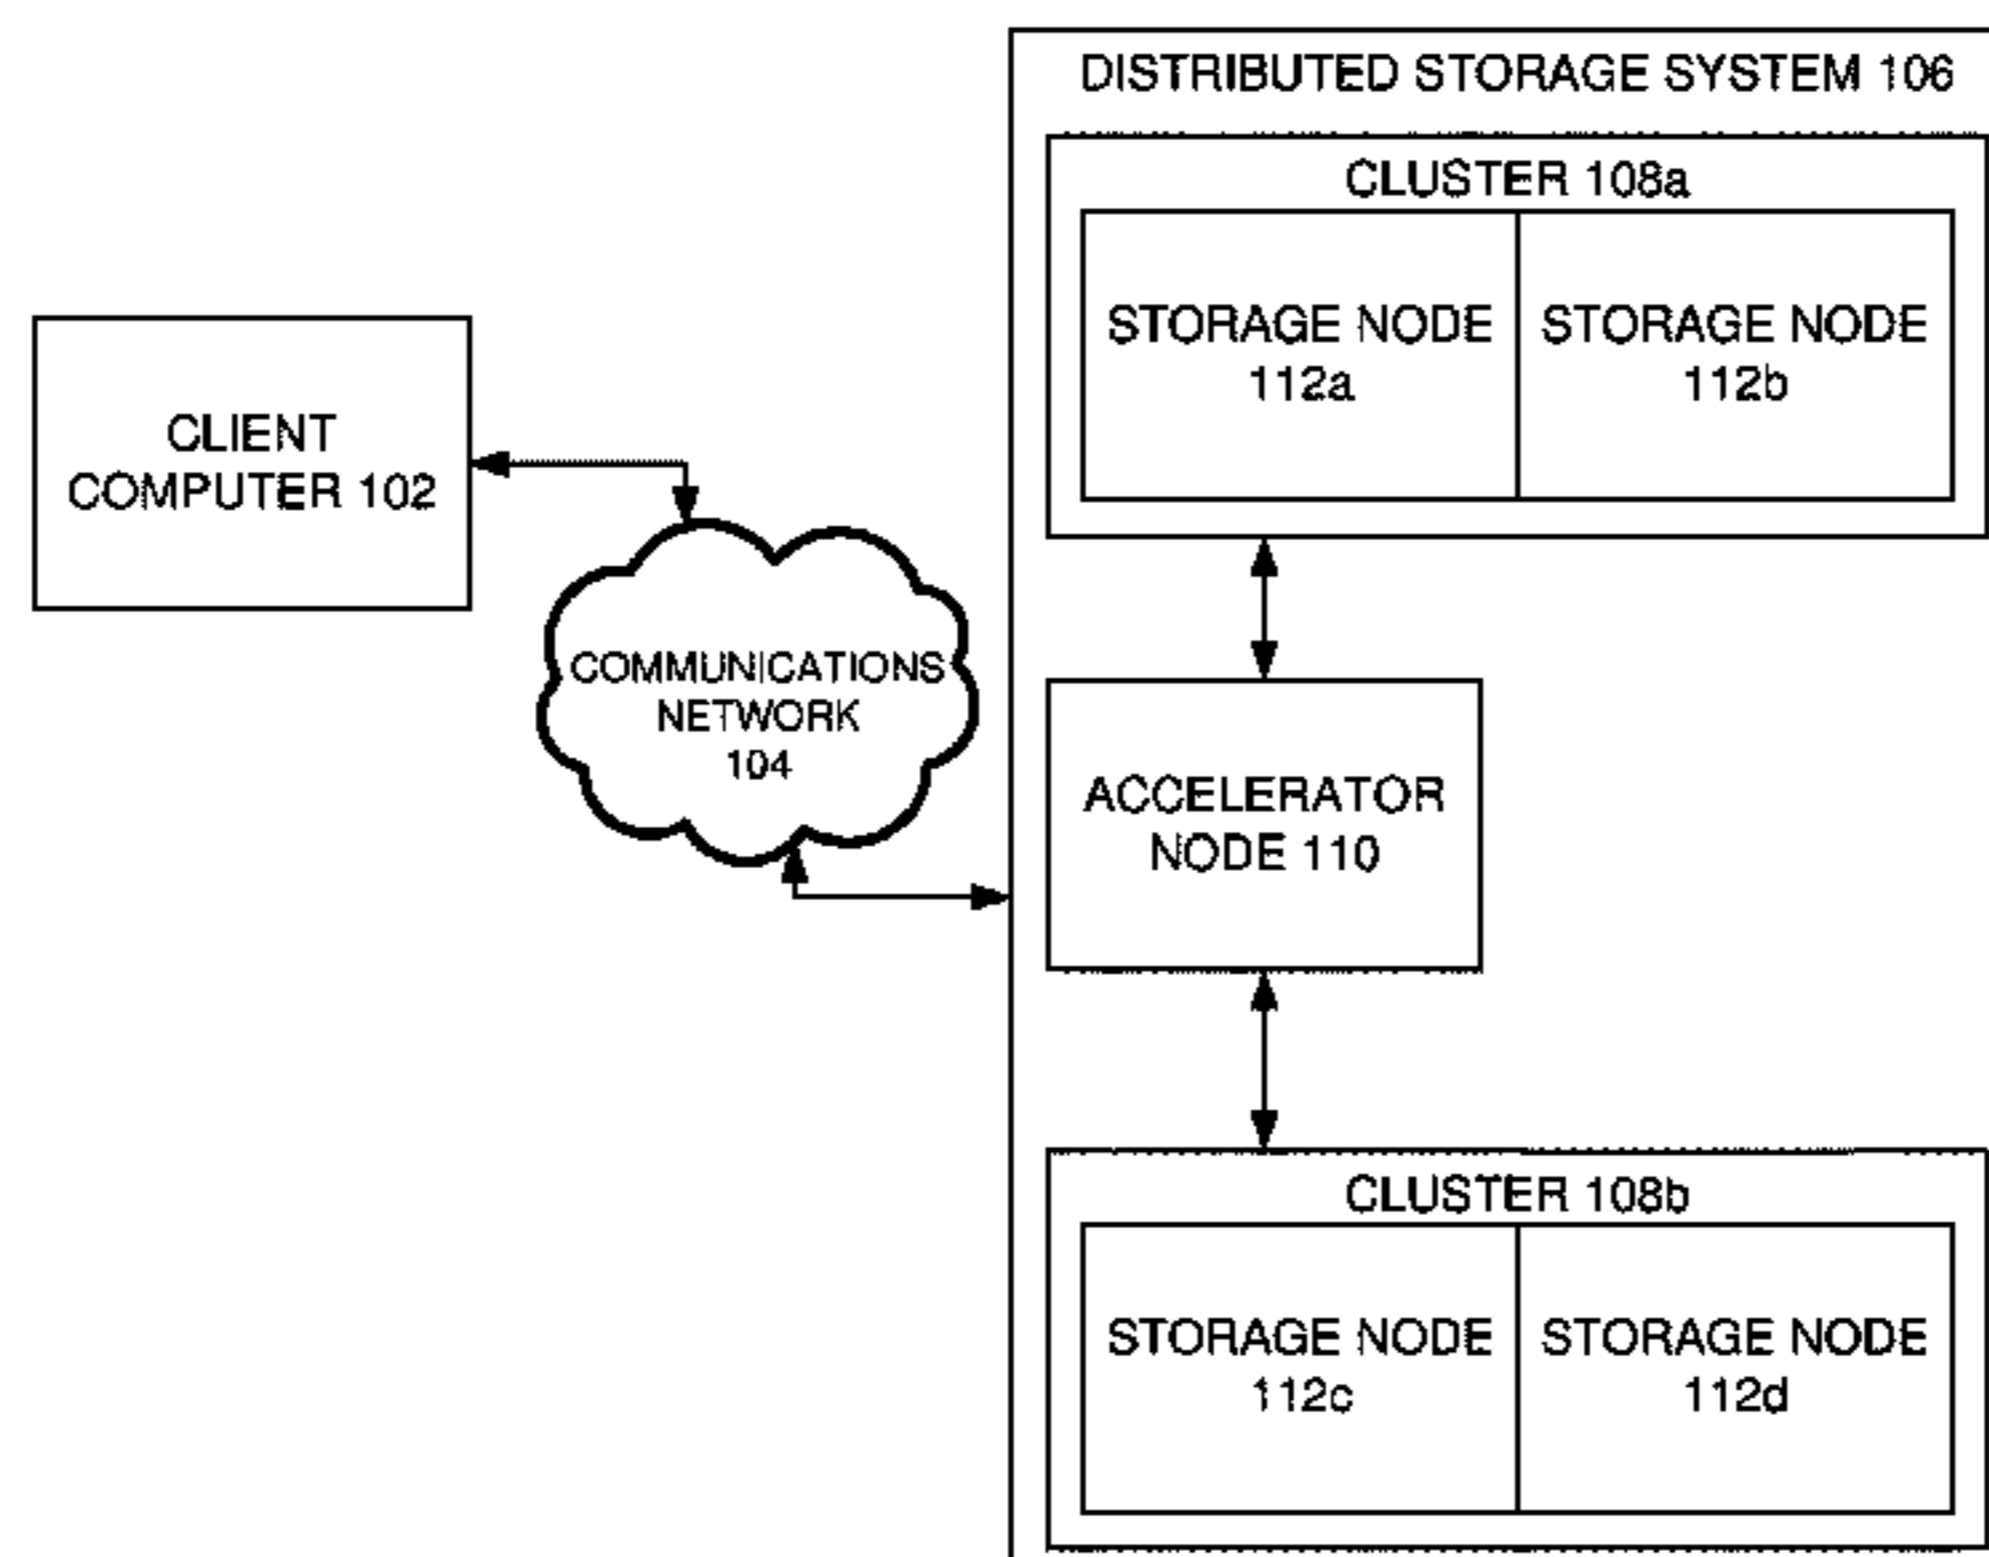 DISTRIBUTED STORAGE SYSTEM 106
CLUSTER 108a
STORAGE NODE
112a
STORAGE NODE
112b
CLIENT
COMPUTER 102
COMMUNICATIONS
NETWORK
104
ACCELERATOR
NODE 110
CLUSTER 108b
STORAGE NODE
112c
STORAGE NODE
112d